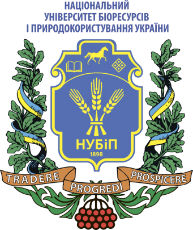 НАЦІОНАЛЬНИЙ
УНІВЕРСИТЕТ БІОРЕСУРСІВ
І ПРИРОДОКОРИСТУВАННЯ УКРАЇНИ
НУБіП
1898
TRADERE PROGREDI PROSPICERE